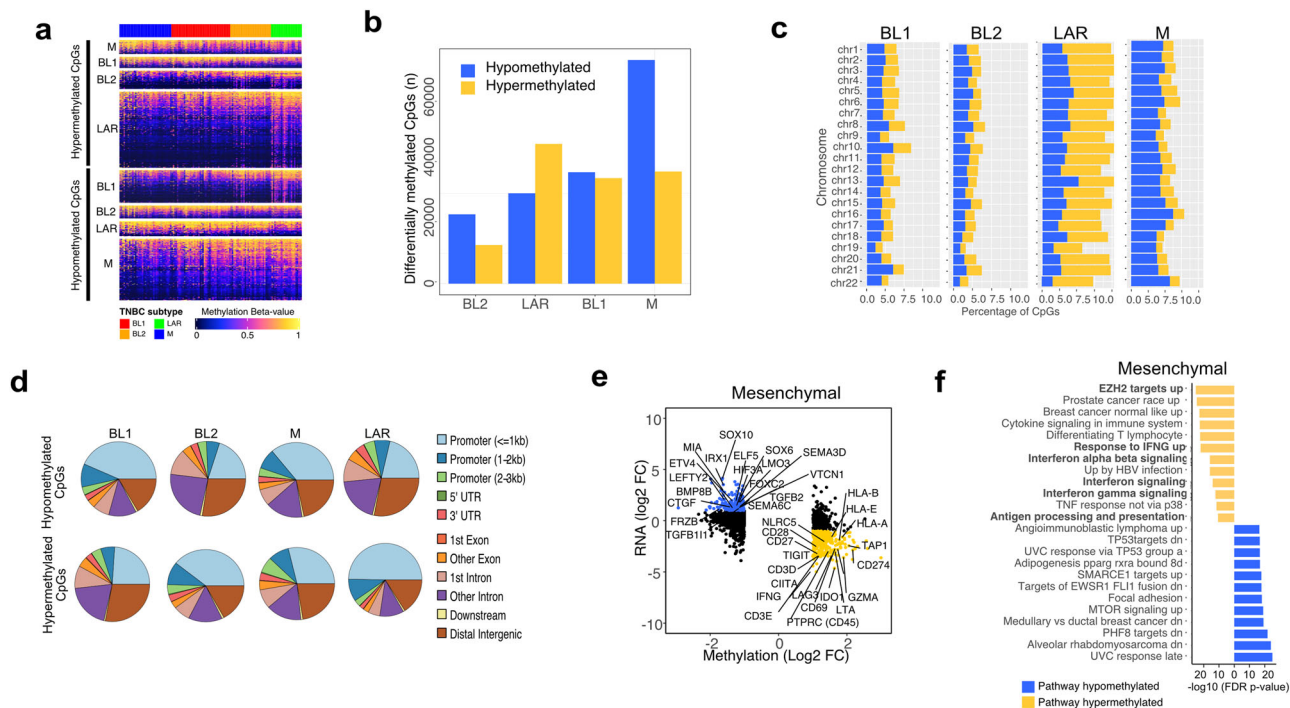 a
M
BL1
BL2
LAR
BL1
BL2
LAR
M
Hypermethylated CpGs
Hypomethylated CpGs
TNBC subtype
BL1
LAR
BL2
M
Methylation Beta-value
0
0.5
1
b
Hypomethylated
Hypermethylated
Differentially methylated CpGs (n)
0
20000
40000
60000
BL2
LAR
BL1
M
c
BL1
BL2
LAR
M
Chromosome
chr1
chr2
chr3
chr4
chr5
chr6
chr7
chr8
chr9
chr10
chr11
chr12
chr13
chr14
chr15
chr16
chr17
chr18
chr19
chr20
chr21
chr22
0.0 2.5 5.0 7.5 10.0
0.0 2.5 5.0 7.5 10.0
0.0 2.5 5.0 7.5 10.0
0.0 2.5 5.0 7.5 10.0
Percentage of CpGs
d
BL1
BL2
M
LAR
Hypomethylated
CpGs
Hypermethylated
CpGs
Promoter (<=1kb)
Promoter (1-2kb)
Promoter (2-3kb)
5' UTR
3' UTR
1st Exon
Other Exon
1st Intron
Other Intron
Downstream
Distal Intergenic
e
Mesenchymal
RNA (log2 FC)
10
5
0
-5
-10
-2
0
2
Methylation (Log2 FC)
SOX10
MIA
IRX1
ELF5
SOX6
SEMA3D
ETV4
HIF3A
LMO3
LEFTY2
FOXC2
VTCN1
BMP8B
TGFB2
CTGF
SEMA6C
FRZB
TGFB1I1
HLA-B
HLA-E
NLRC5
HLA-A
CD28
CD27
TAP1
TIGIT
CD274
CD3D
CIITA
IDO1
GZMA
IFNG
LAG3
LTA
CD69
CD3E
PTPRC (CD45)
f
Mesenchymal
EZH2 targets up
Prostate cancer race up
Breast cancer normal like up
Cytokine signaling in immune system
Differentiating T lymphocyte
Response to IFNG up
Interferon alpha beta signaling
Up by HBV infection
Interferon signaling
Interferon gamma signaling
TNF response not via p38
Antigen processing and presentation
Angioimmunoblastic lymphoma up
TP53targets dn
UVC response via TP53 group a
Adipogenesis pparg rxra bound 8d
SMARCE1 targets up
Targets of EWSR1 FLI1 fusion dn
Focal adhesion
MTOR signaling up
Medullary vs ductal breast cancer dn
PHF8 targets dn
Alveolar rhabdomyosarcoma dn
UVC response late
20 10 0 10 20
-log10 (FDR p-value)
Pathway hypomethylated
Pathway hypermethylated